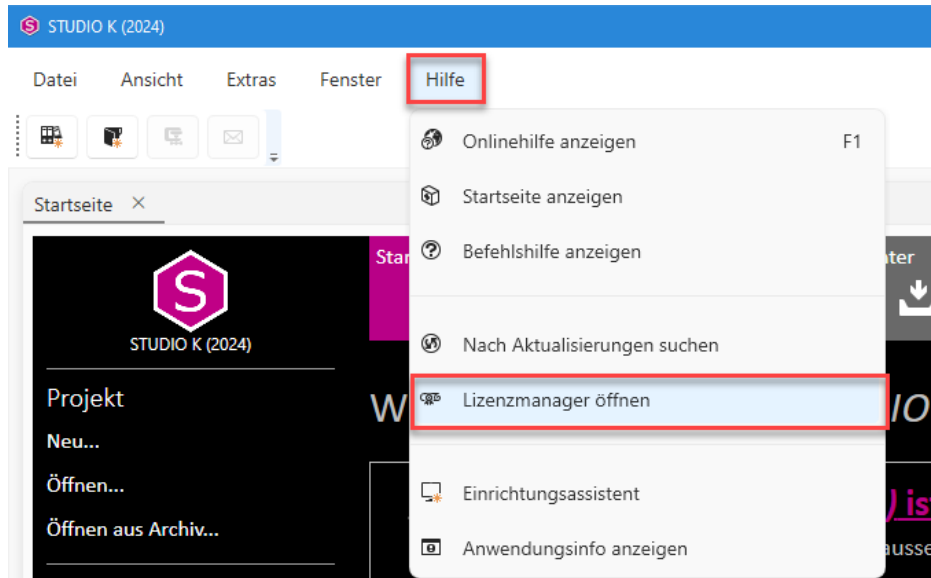 STUDIO K (2024)
Datei Ansicht Extras Fenster Hilfe
Onlinehilfe anzeigen F1
Startseite anzeigen
Befehlshilfe anzeigen
Nach Aktualisierungen suchen
Lizenzmanager öffnen
Einrichtungsassistent
Anwendungsinfo anzeigen
Startseite
S
STUDIO K (2024)
Projekt
Neu...
Öffnen...
Öffnen aus Archiv...